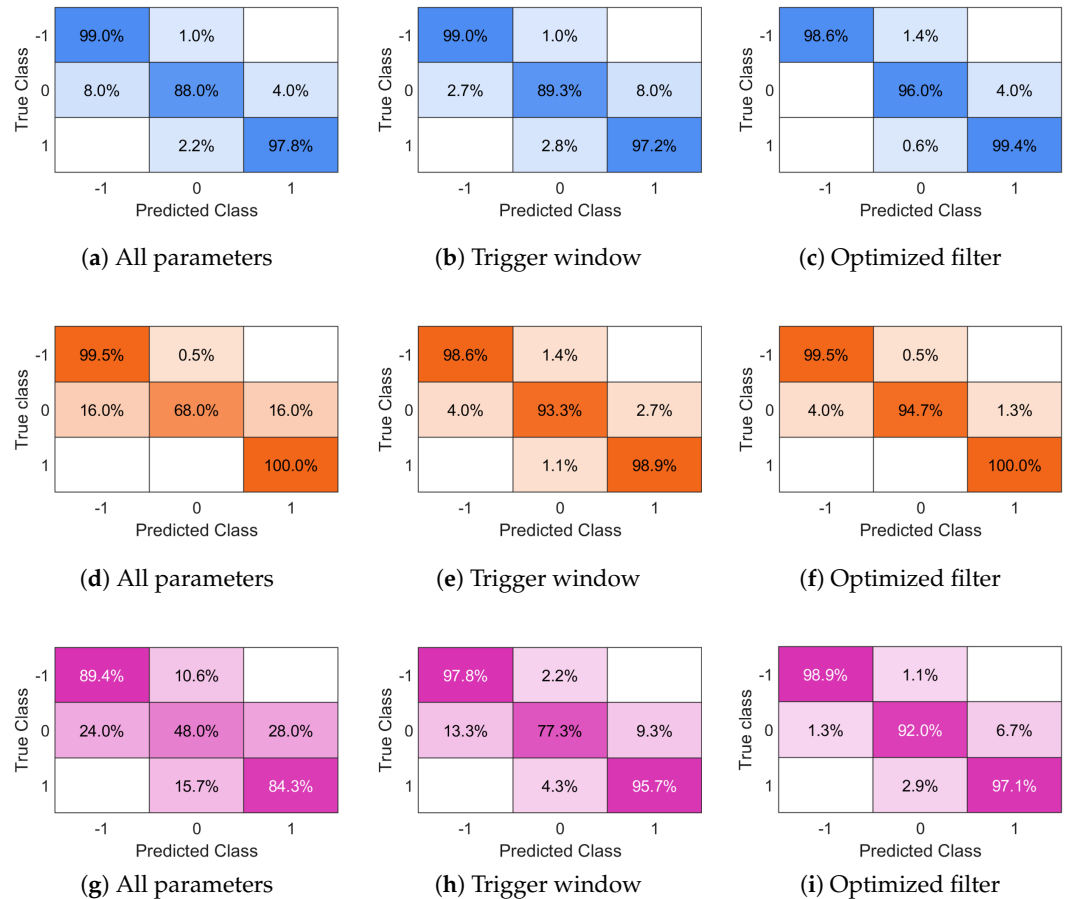 -1 99.0% 1.0% -1 99.0% 1.0% -1 98.6% 1.4%
True Class 0 8.0% 88.0% 4.0% True Class 0 2.7% 89.3% 8.0% True Class 0 96.0% 4.0%
1 2.2% 97.8% 1 2.8% 97.2% 1 0.6% 99.4%
-1 0 1 -1 0 1 -1 0 1
Predicted Class Predicted Class Predicted Class
(a) All parameters (b) Trigger window (c) Optimized filter
-1 99.5% 0.5% -1 98.6% 1.4% -1 99.5% 0.5%
True class 0 16.0% 68.0% 16.0% True Class 0 4.0% 93.3% 2.7% True class 0 4.0% 94.7% 1.3%
1 100.0% 1 1.1% 98.9% 1 100.0%
-1 0 1 -1 0 1 -1 0 1
Predicted Class Predicted Class Predicted Class
(d) All parameters (e) Trigger window (f) Optimized filter
-1 89.4% 10.6% -1 97.8% 2.2% -1 98.9% 1.1%
True Class 0 24.0% 48.0% 28.0% True Class 0 13.3% 77.3% 9.3% True class 0 1.3% 92.0% 6.7%
1 15.7% 84.3% 1 4.3% 95.7% 1 2.9% 97.1%
-1 0 1 -1 0 1 -1 0 1
Predicted Class Predicted Class Predicted Class
(g) All parameters (h) Trigger window (i) Optimized filter